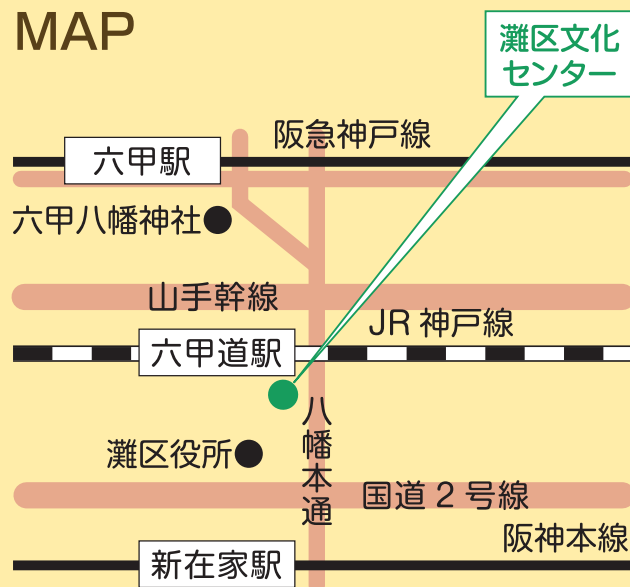 MAP
灘区文化
センター
阪急神戸線
六甲駅
六甲八幡神社
山手幹線
JR神戸線
六甲道駅
八幡本通
灘区役所
国道2号線
阪神本線
新在家駅